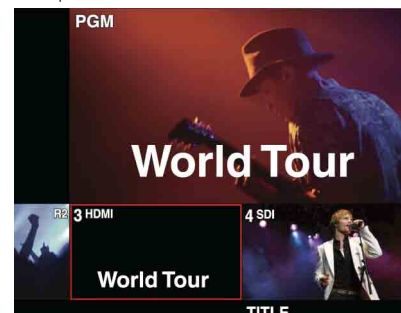 PGM
World Tour
R2
3 HDMI
4 SDI
World Tour
TITLE